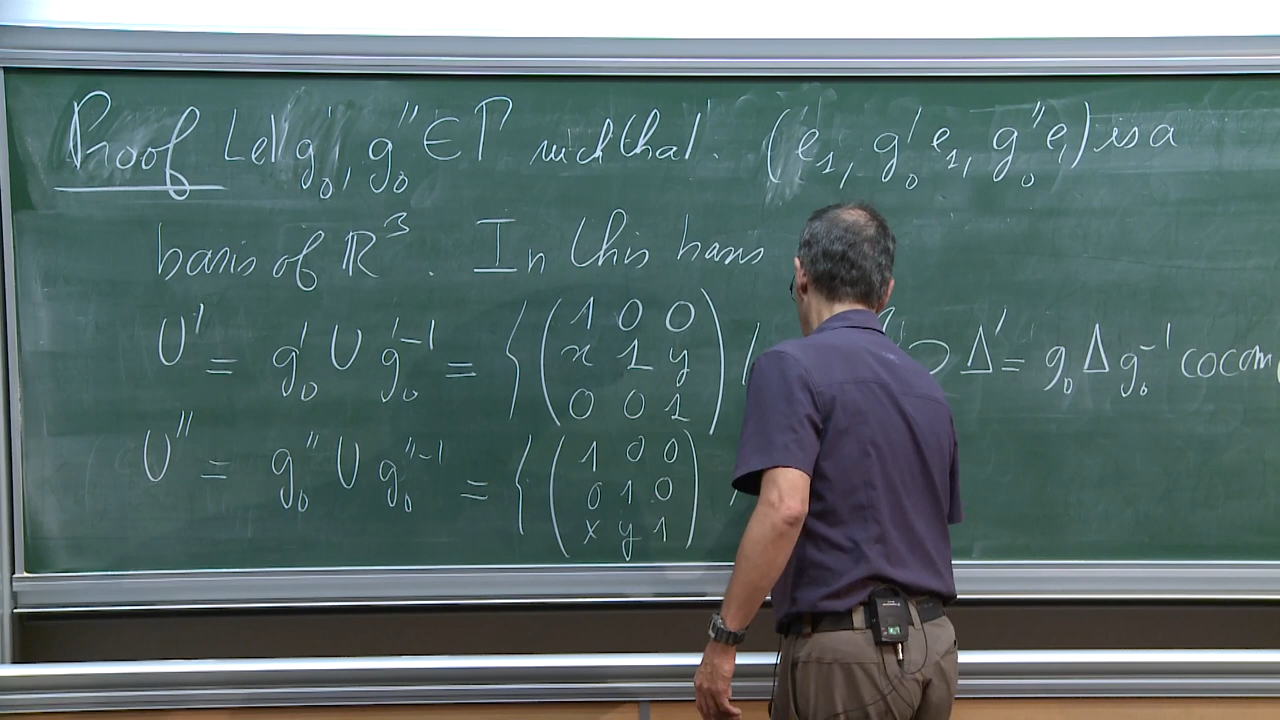 Proof Let g₀', g₀'' ∈ Γ such that (e₁, g₀'e₁, g₀''e₁) is a
basis of ℝ³. In this basis
U' = g₀' U g₀'⁻¹ = { ( 1 0 0 | ⊃ Δ' = g₀ Δ g₀⁻¹ cocom
x 1 y
0 0 1 )
U'' = g₀'' U g₀''⁻¹ = { ( 1 0 0
0 1 0
x y 1 )